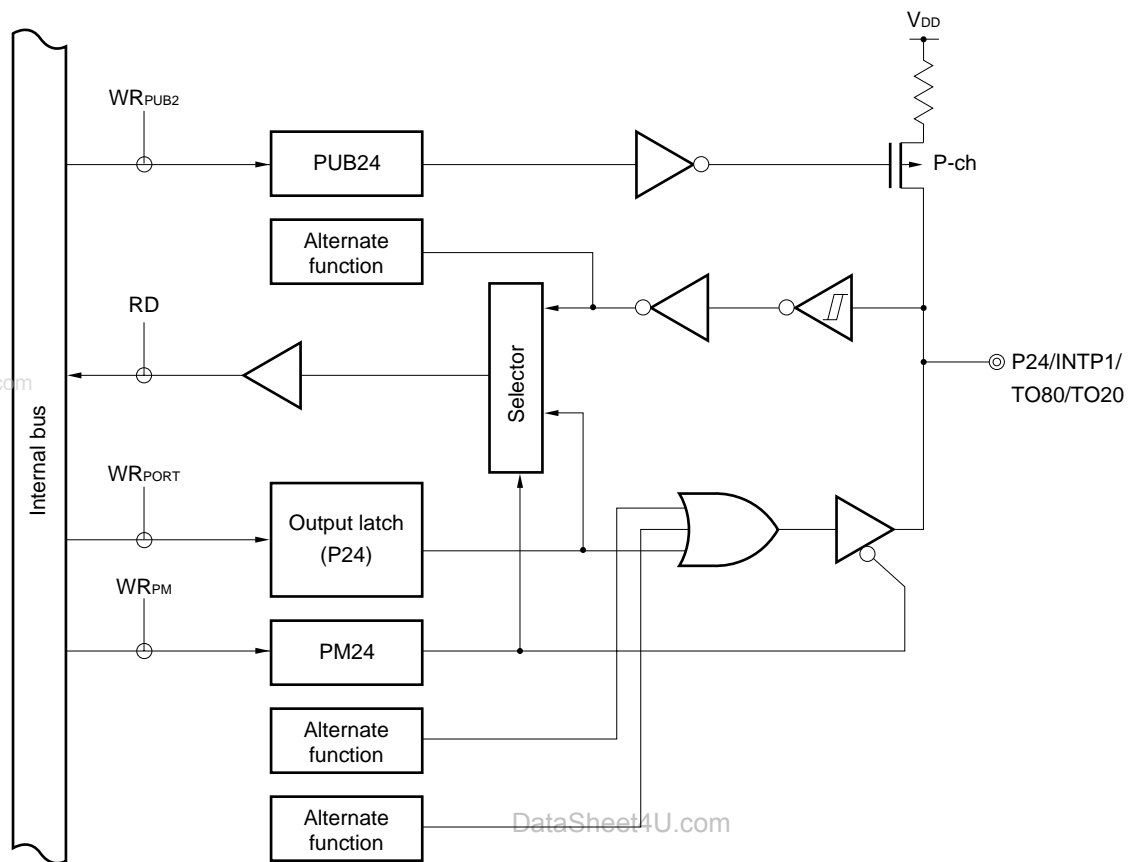 VDD
WRPUB2
PUB24
P-ch
Alternate
function
RD
Selector
P24/INTP1/
TO80/TO20
com
Internal bus
WRPORT
Output latch
(P24)
WRPM
PM24
Alternate
function
Alternate
function
DataSheet4U.com